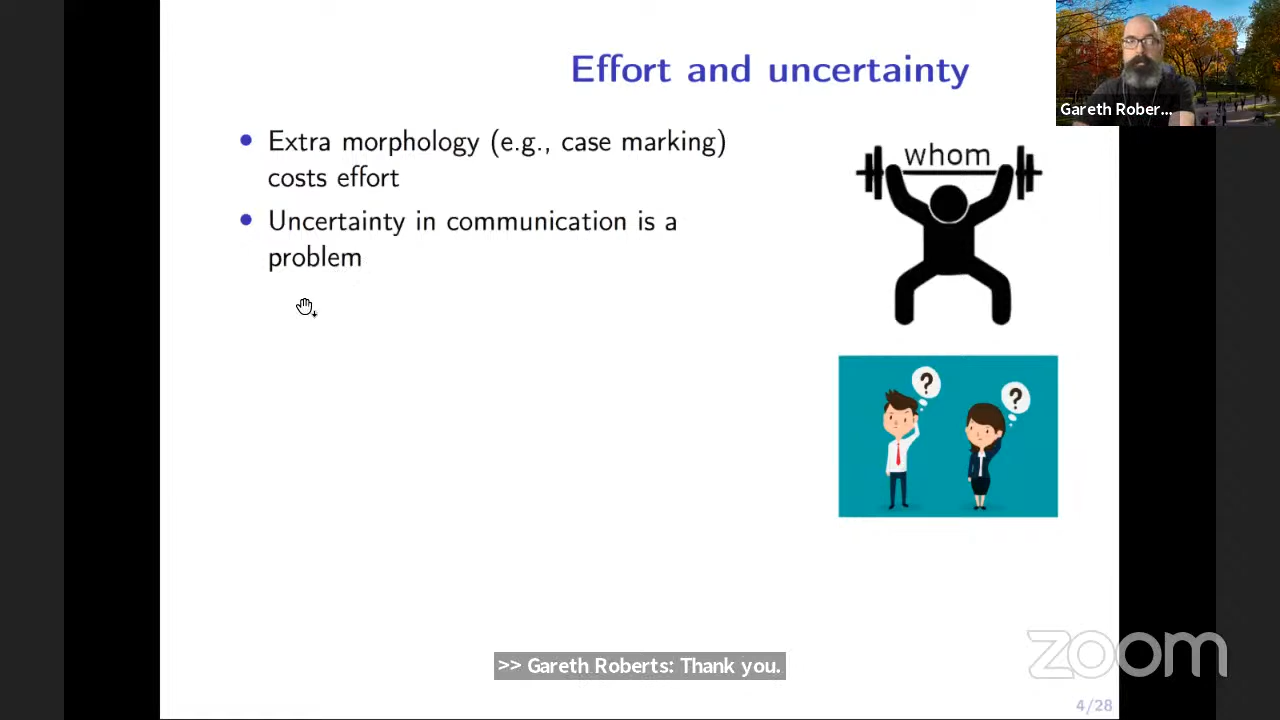 Effort and uncertainty
Gareth Rober...
• Extra morphology (e.g., case marking)
costs effort
• Uncertainty in communication is a
problem
whom
?
?
>> Gareth Roberts: Thank you.
zoom
4/28